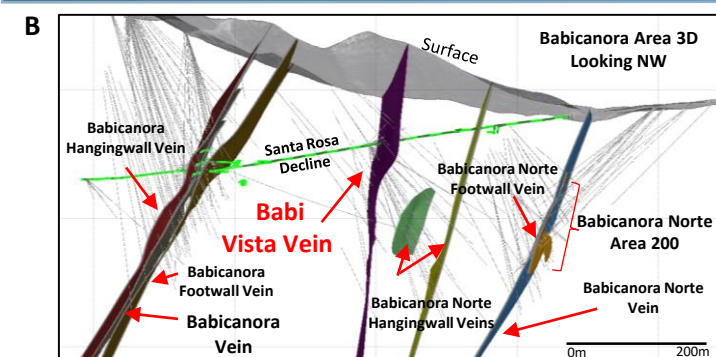 B
Babicanora Area 3D
Looking NW
Surface
Babicanora
Hangingwall Vein
Santa Rosa
Decline
Babicanora Norte
Footwall Vein
Babi
Vista Vein
Babicanora Norte
Area 200
Babicanora
Footwall Vein
Babicanora Norte
Hangingwall Veins
Babicanora Norte
Vein
Babicanora
Vein
0m
200m